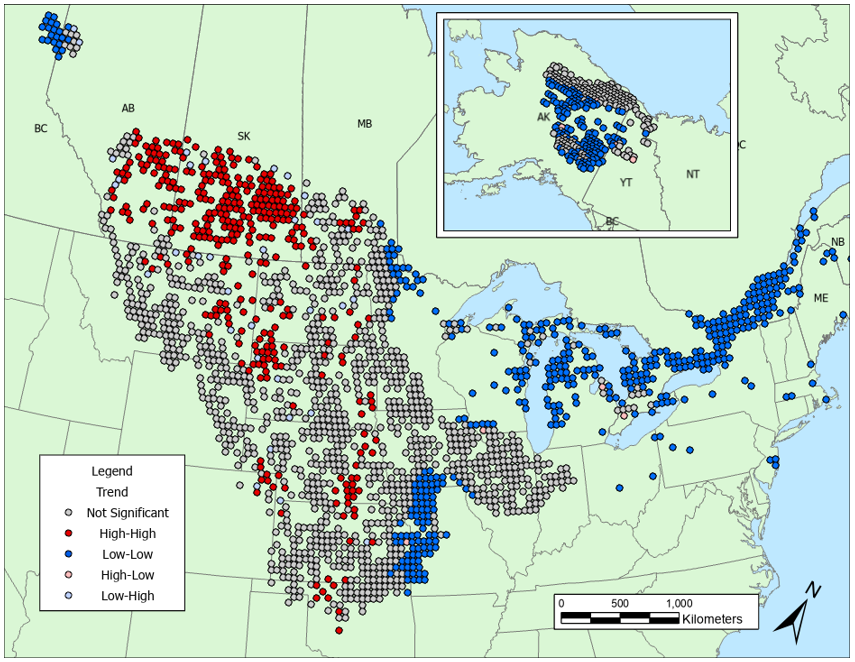 AB
BC
SK
MB
AK
YT
NT
BC
NB
ME
Legend
Trend
Not Significant
High-High
Low-Low
High-Low
Low-High
0 500 1,000
Kilometers
N